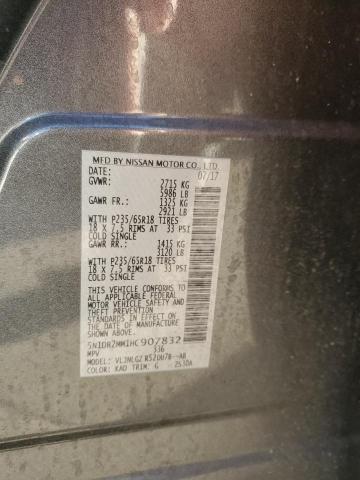 MFD BY NISSAN MOTOR CO., LTD.
DATE: 07/17
GVWR: 2715 KG
5986 LB
GAWR FR.: 1325 KG
2921 LB
WITH P235/65R18 TIRES
18 X 7.5 RIMS AT 33 PSI
COLD SINGLE
GAWR RR.: 1415 KG
3120 LB
WITH P235/65R18 TIRES
18 X 7.5 RIMS AT 33 PSI
COLD SINGLE
THIS VEHICLE CONFORMS TO ALL
APPLICABLE FEDERAL MOTOR
VEHICLE SAFETY AND THEFT
PREVENTION STANDARDS IN
EFFECT ON THE DATE OF
MANUFACTURE SHOWN ABOVE.
5N1DR2MM1HC907832
MPV 336
MODEL:
COLOR: KAD TRIM: G